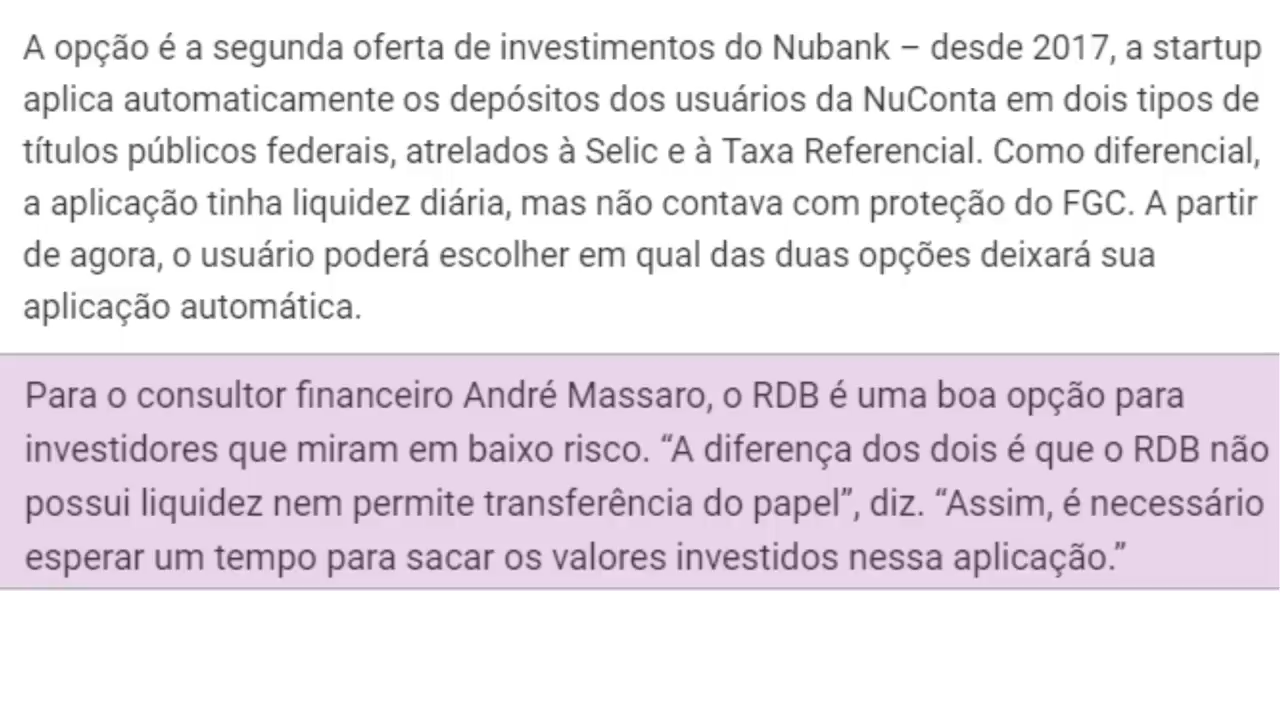 A opção é a segunda oferta de investimentos do Nubank – desde 2017, a startup
aplica automaticamente os depósitos dos usuários da NuConta em dois tipos de
títulos públicos federais, atrelados à Selic e à Taxa Referencial. Como diferencial,
a aplicação tinha liquidez diária, mas não contava com proteção do FGC. A partir
de agora, o usuário poderá escolher em qual das duas opções deixará sua
aplicação automática.
Para o consultor financeiro André Massaro, o RDB é uma boa opção para
investidores que miram em baixo risco. “A diferença dos dois é que o RDB não
possui liquidez nem permite transferência do papel”, diz. “Assim, é necessário
esperar um tempo para sacar os valores investidos nessa aplicação.”